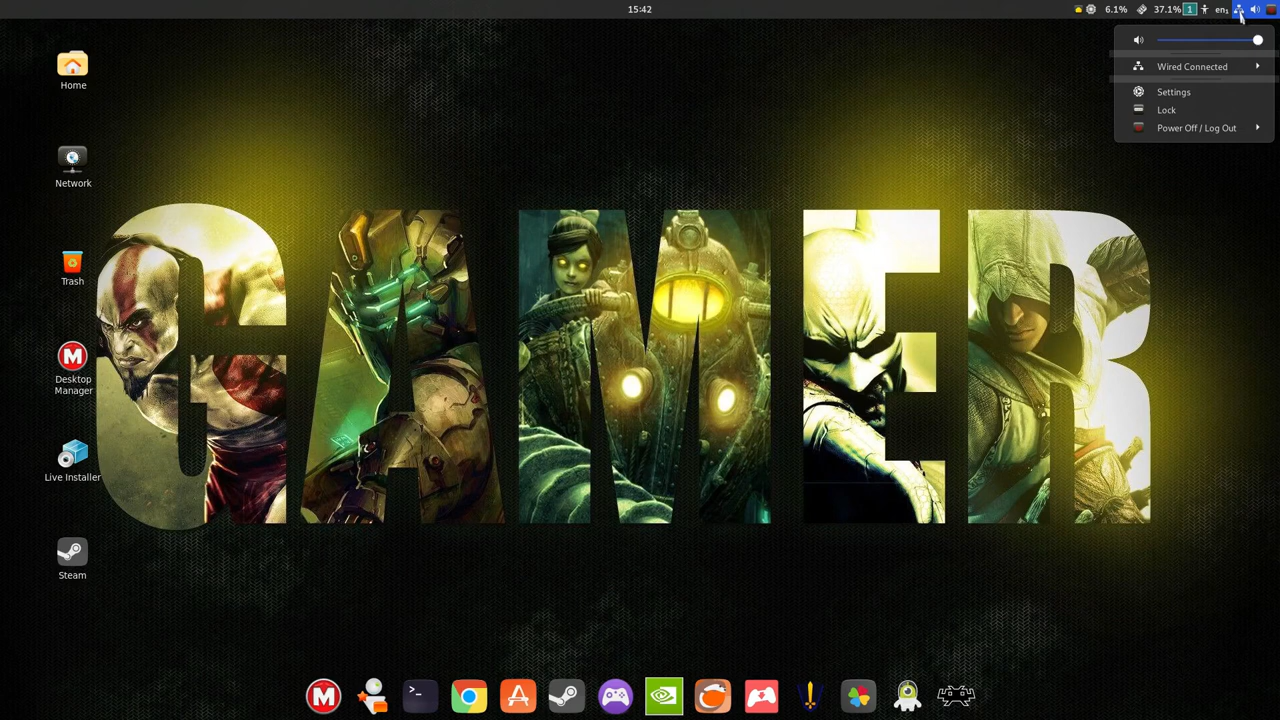 15:42
6.1%
37.1%
1
en₁
Wired Connected
Settings
Lock
Power Off / Log Out
Home
Network
Trash
M
Desktop
Manager
Live Installer
Steam
GAMER
M
>_